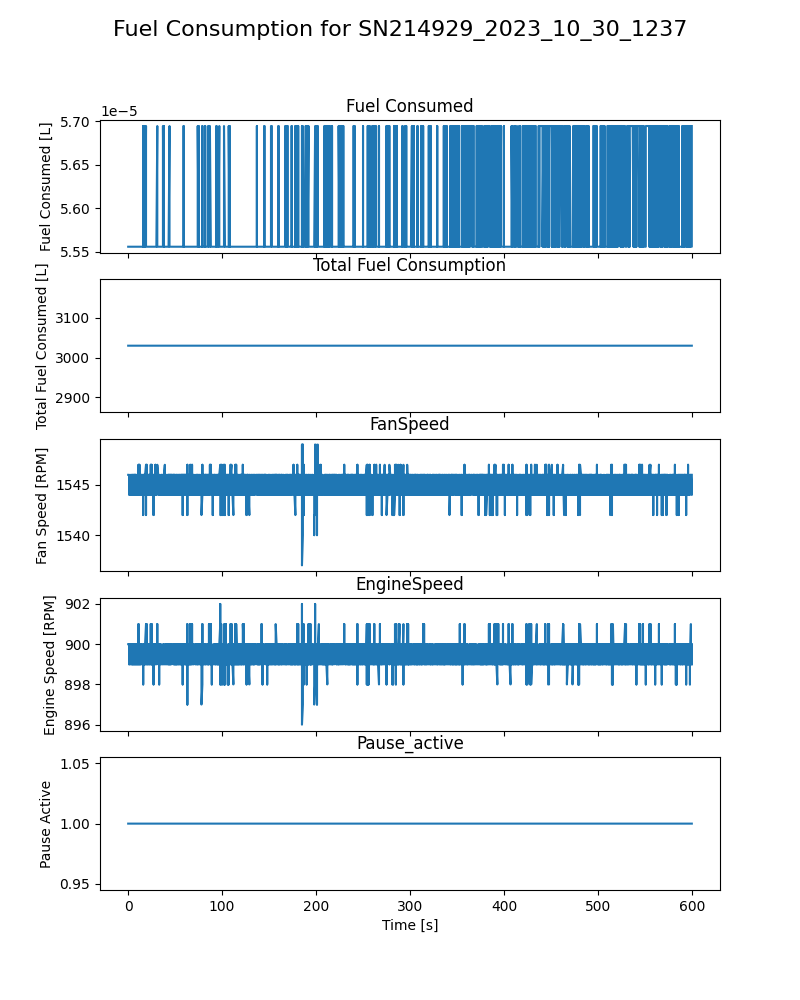 Fuel Consumption for SN214929_2023_10_30_1237
1e−5
Fuel Consumed
5.70
5.65
5.60
5.55
Fuel Consumed [L]
Total Fuel Consumption
3100
3000
2900
Total Fuel Consumed [L]
FanSpeed
1545
1540
Fan Speed [RPM]
EngineSpeed
902
900
898
896
Engine Speed [RPM]
Pause_active
1.05
1.00
0.95
Pause Active
0 100 200 300 400 500 600
Time [s]